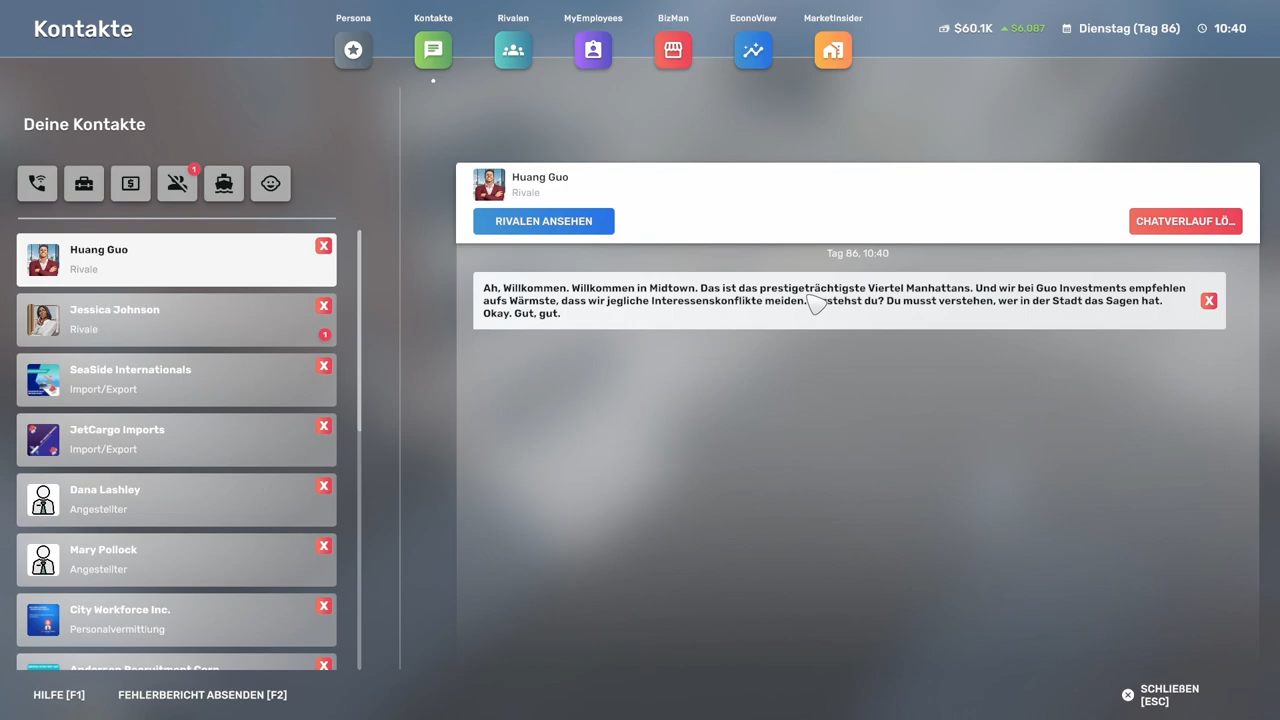 Kontakte
Persona
Kontakte
Rivalen
MyEmployees
BizMan
EconoView
MarketInsider
$60.1K
$6,087
Dienstag (Tag 86)
10:40
Deine Kontakte
1
Huang Guo
Rivale
X
Jessica Johnson
Rivale
X
1
SeaSide Internationals
Import/Export
X
JetCargo Imports
Import/Export
X
Dana Lashley
Angestellter
X
Mary Pollock
Angestellter
X
City Workforce Inc.
Personalvermittlung
X
Anderson Recruitment Corp
X
Huang Guo
Rivale
RIVALEN ANSEHEN
CHATVERLAUF LÖ...
Tag 86, 10:40
Ah, Willkommen. Willkommen in Midtown. Das ist das prestigeträchtigste Viertel Manhattans. Und wir bei Guo Investments empfehlen
aufs Wärmste, dass wir jegliche Interessenskonflikte meiden. stehst du? Du musst verstehen, wer in der Stadt das Sagen hat.
Okay. Gut, gut.
X
HILFE [F1]
FEHLERBERICHT ABSENDEN [F2]
SCHLIEßEN
[ESC]